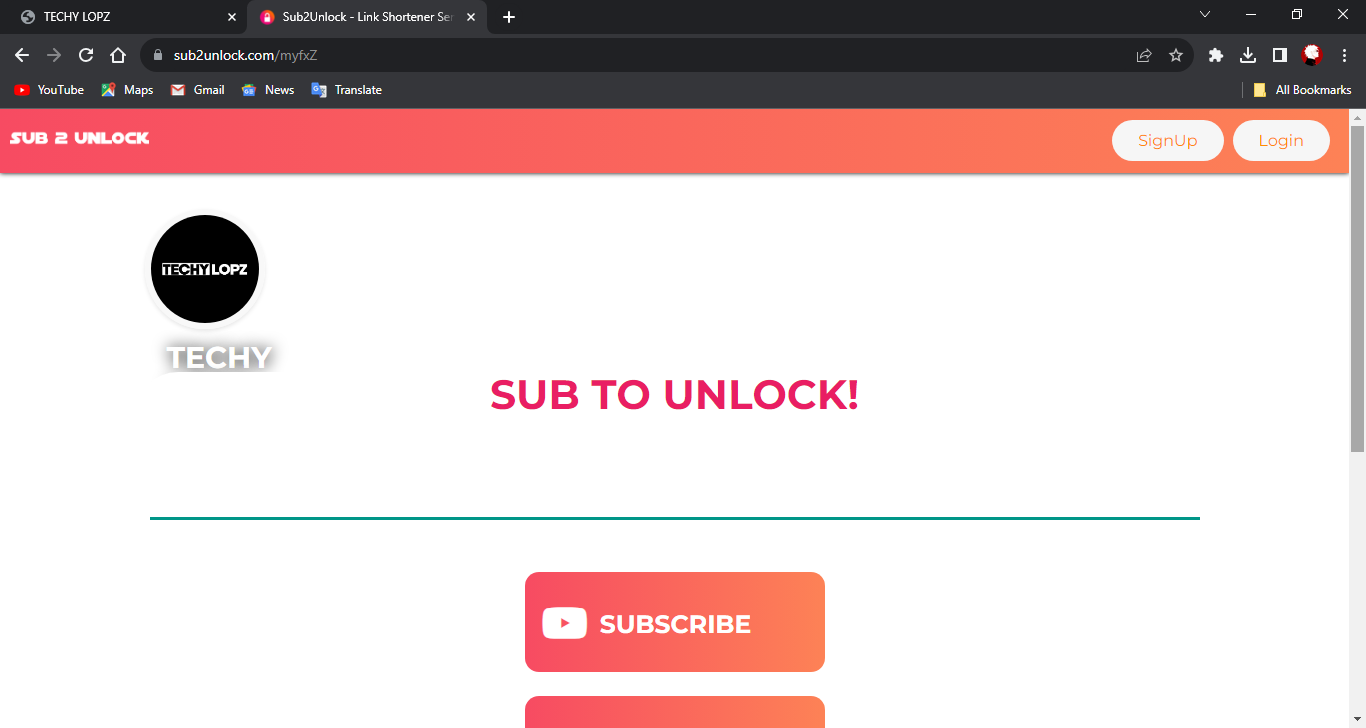 TECHY LOPZ
Sub2Unlock - Link Shortener Ser
sub2unlock.com/myfxZ
YouTube
Maps
Gmail
News
Translate
All Bookmarks
SUB 2 UNLOCK
SignUp
Login
TECHYLOPZ
TECHY
SUB TO UNLOCK!
SUBSCRIBE